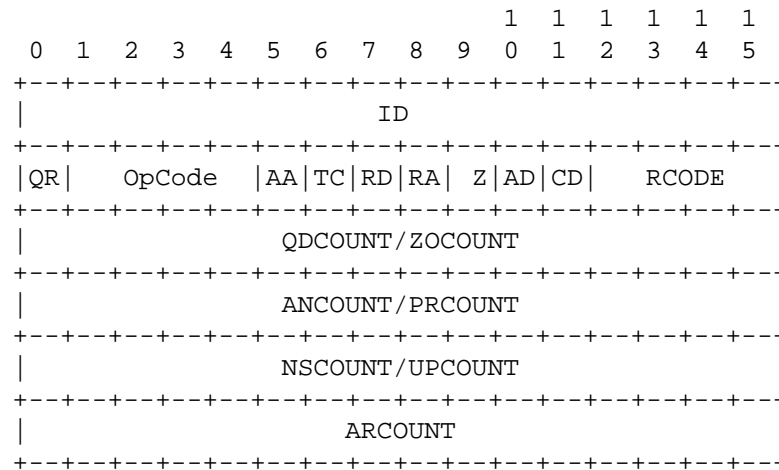 1  1  1  1  1  1
  0  1  2  3  4  5  6  7  8  9  0  1  2  3  4  5
+--+--+--+--+--+--+--+--+--+--+--+--+--+--+--+--
|                      ID
+--+--+--+--+--+--+--+--+--+--+--+--+--+--+--+--
|QR|   OpCode  |AA|TC|RD|RA| Z|AD|CD|   RCODE
+--+--+--+--+--+--+--+--+--+--+--+--+--+--+--+--
|                QDCOUNT/ZOCOUNT
+--+--+--+--+--+--+--+--+--+--+--+--+--+--+--+--
|                ANCOUNT/PRCOUNT
+--+--+--+--+--+--+--+--+--+--+--+--+--+--+--+--
|                NSCOUNT/UPCOUNT
+--+--+--+--+--+--+--+--+--+--+--+--+--+--+--+--
|                    ARCOUNT
+--+--+--+--+--+--+--+--+--+--+--+--+--+--+--+--